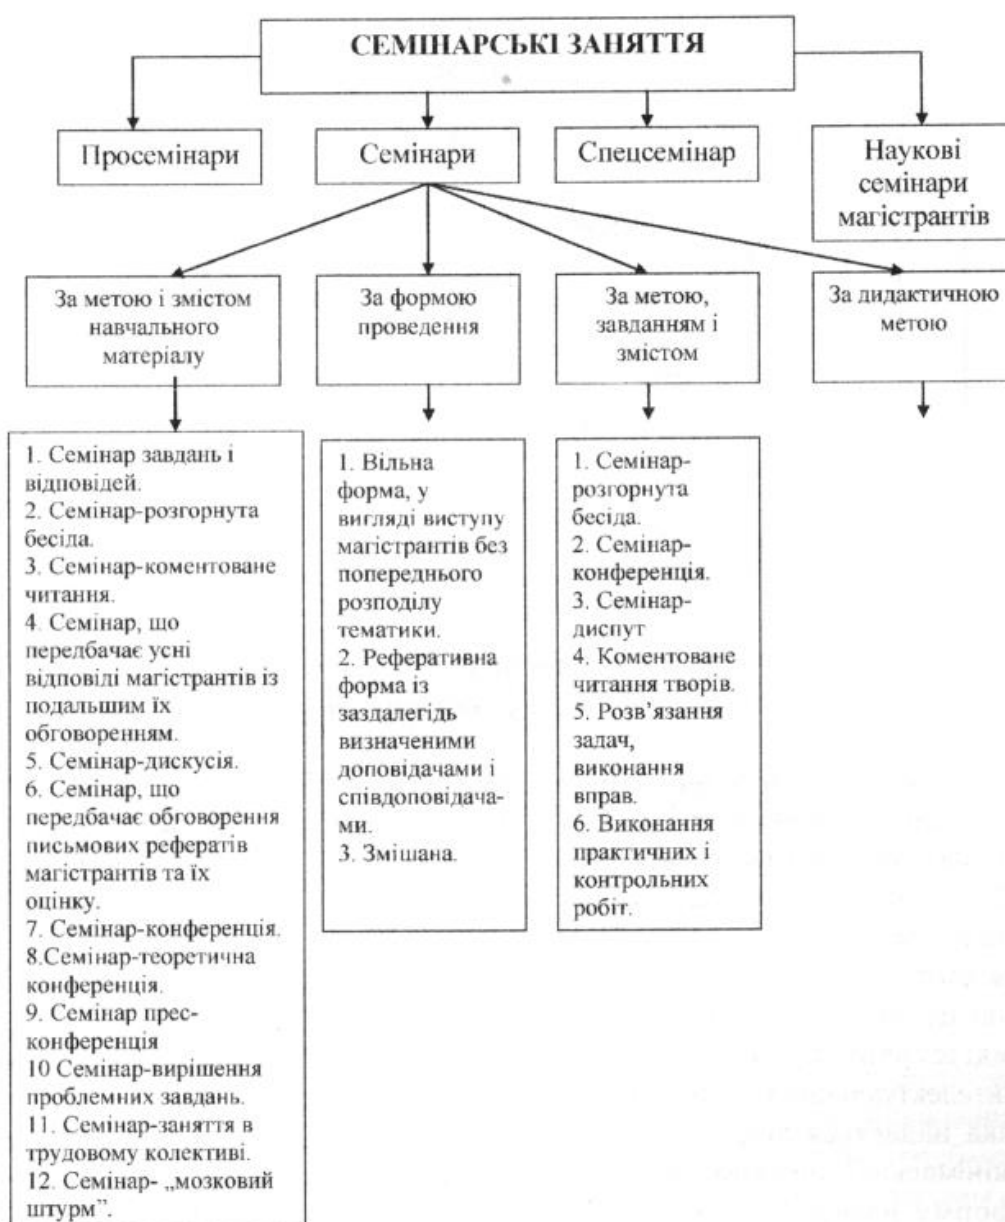 СЕМІНАРСЬКІ ЗАНЯТТЯ
Просемінари
Семінари
Спецсемінар
Наукові
семінари
магістрантів
За метою і змістом
навчального
матеріалу
За формою
проведення
За метою,
завданням і
змістом
За дидактичною
метою
1. Семінар завдань і
відповідей.
2. Семінар-розгорнута
бесіда.
3. Семінар-коментоване
читання.
4. Семінар, що
передбачає усні
відповіді магістрантів із
подальшим їх
обговоренням.
5. Семінар-дискусія.
6. Семінар, що
передбачає обговорення
письмових рефератів
магістрантів та їх
оцінку.
7. Семінар-конференція.
8.Семінар-теоретична
конференція.
9. Семінар прес-
конференція
10 Семінар-вирішення
проблемних завдань.
11. Семінар-заняття в
трудовому колективі.
12. Семінар- „мозковий
штурм”.
1. Вільна
форма, у
вигляді виступу
магістрантів без
попереднього
розподілу
тематики.
2. Реферативна
форма із
заздалегідь
визначеними
доповідачами і
співдоповідача-
ми.
3. Змішана.
1. Семінар-
розгорнута
бесіда.
2. Семінар-
конференція.
3. Семінар-
диспут
4. Коментоване
читання творів.
5. Розв’язання
задач,
виконання
вправ.
6. Виконання
практичних і
контрольних
робіт.